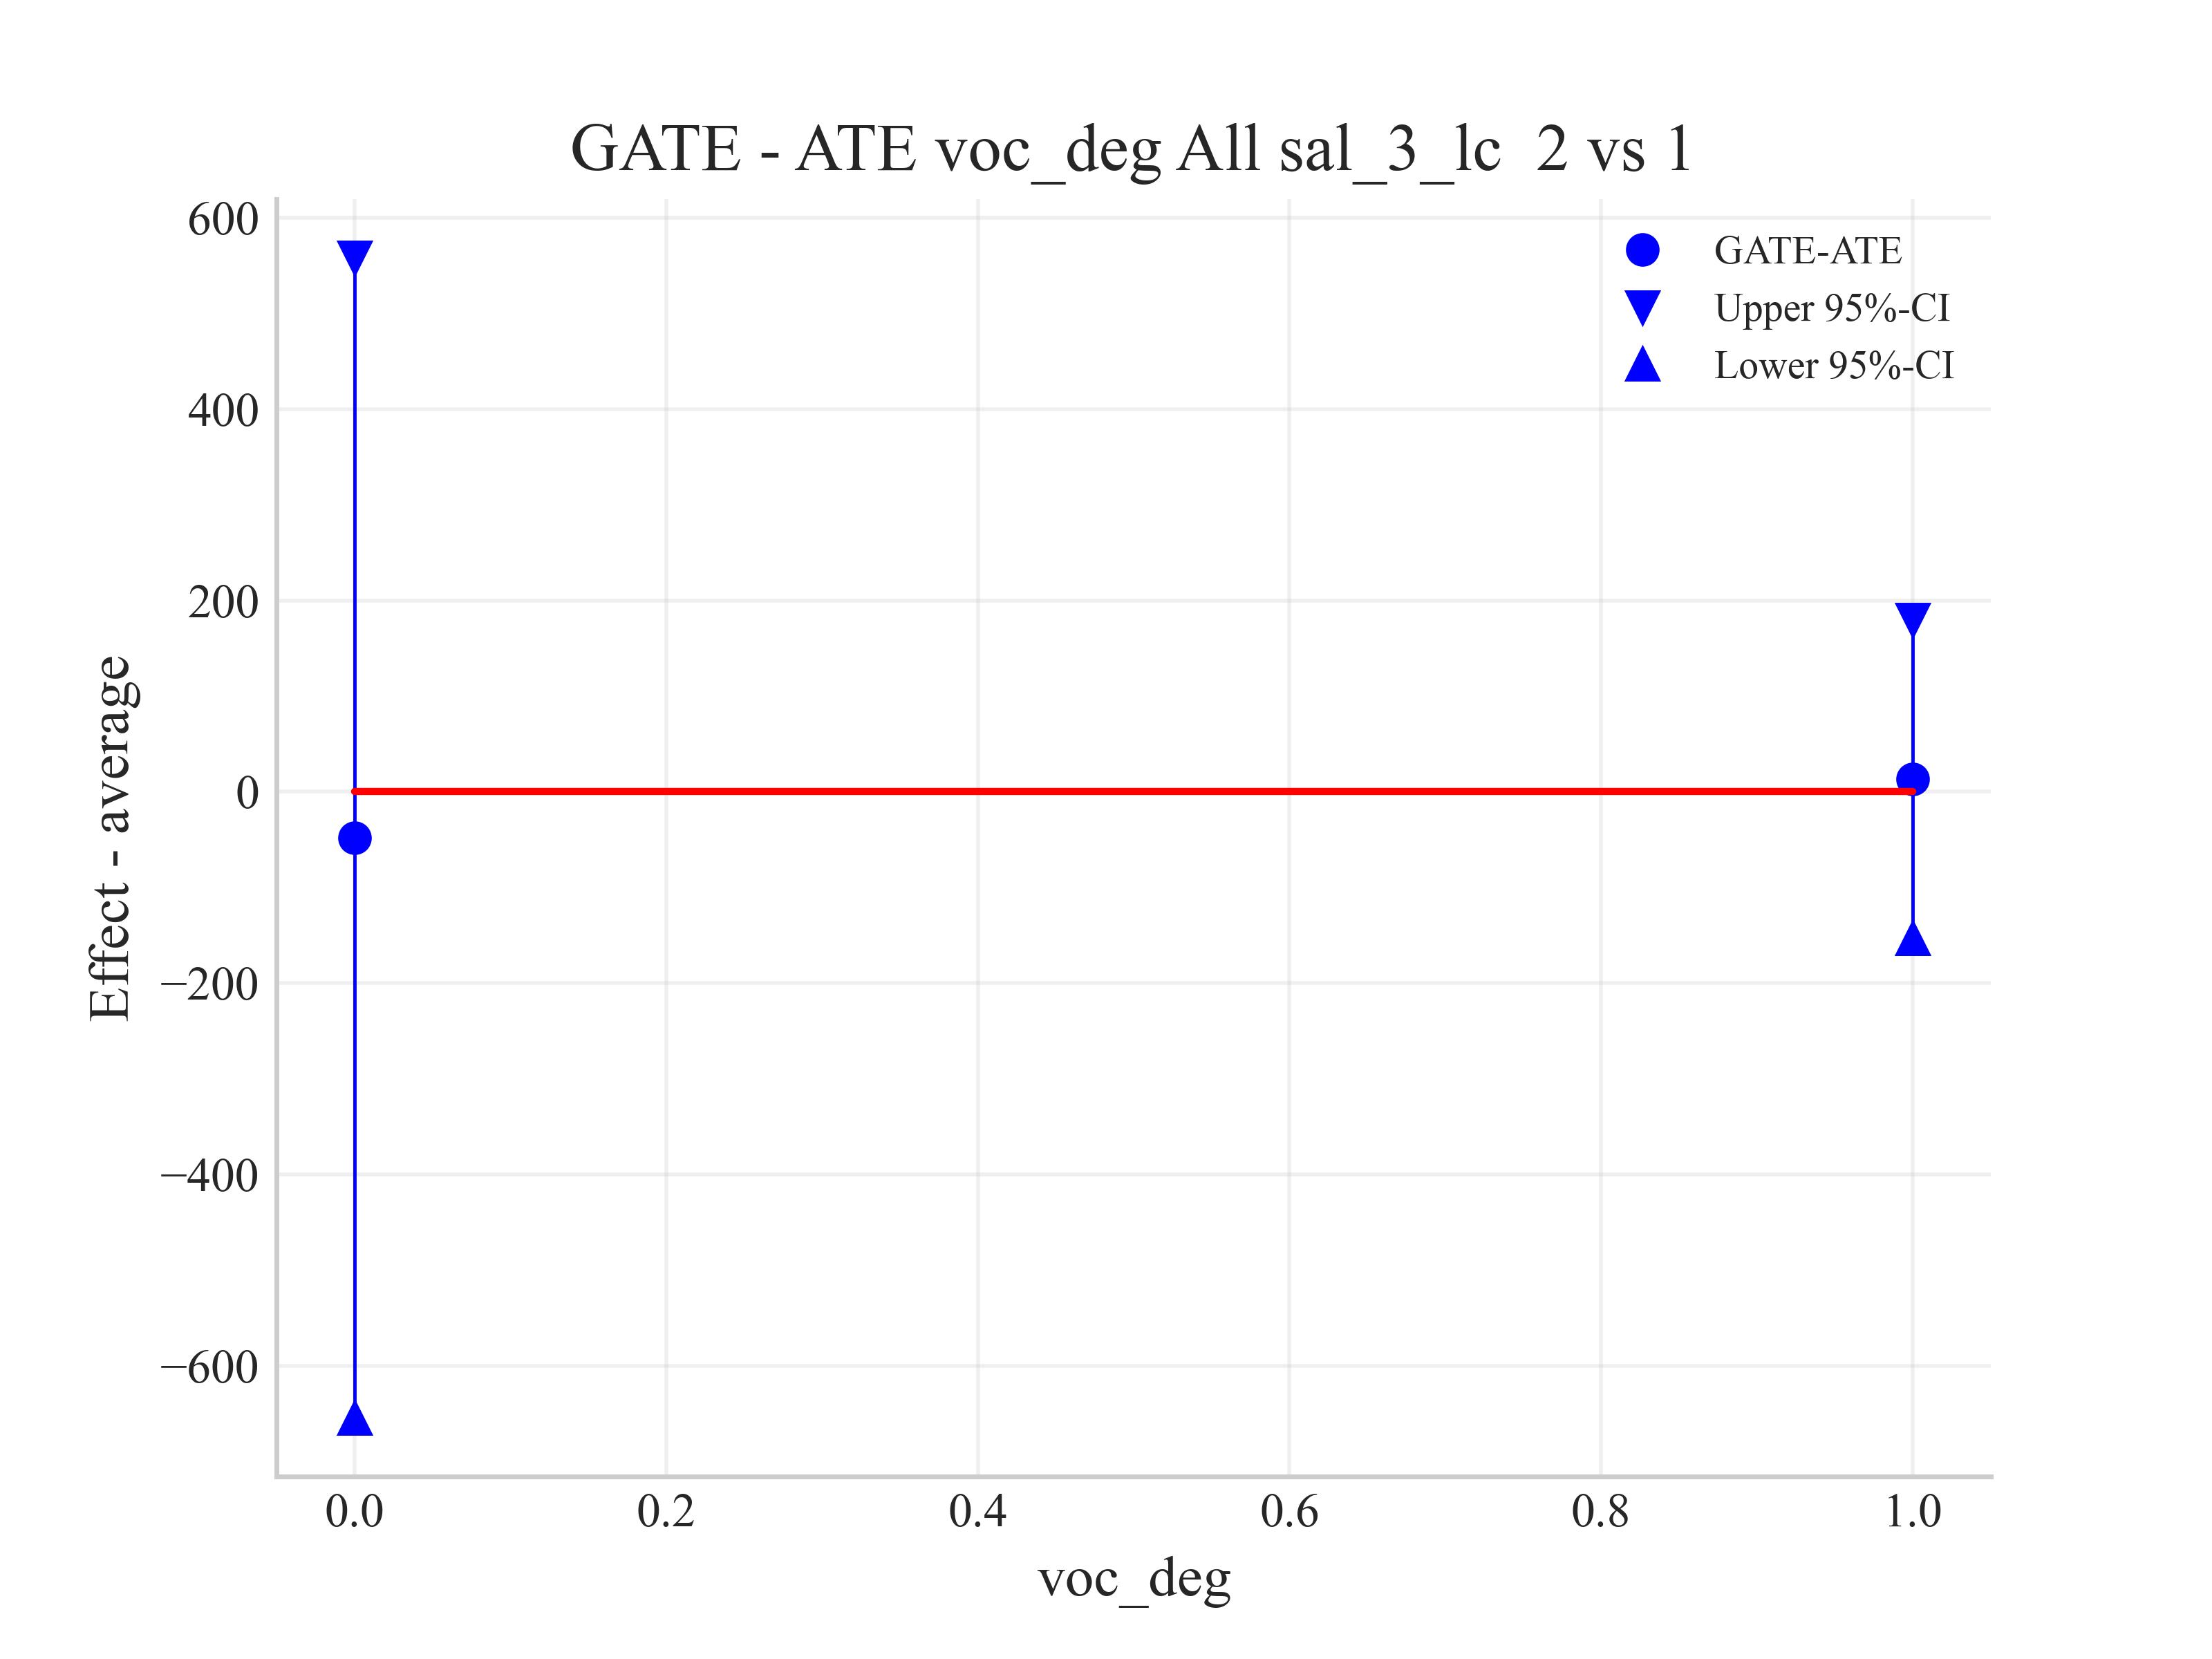 GATE - ATE voc_deg All sal_3_lc  2 vs 1
GATE-ATE
Upper 95%-CI
Lower 95%-CI
Effect - average
600
400
200
0
−200
−400
−600
0.0 0.2 0.4 0.6 0.8 1.0
voc_deg